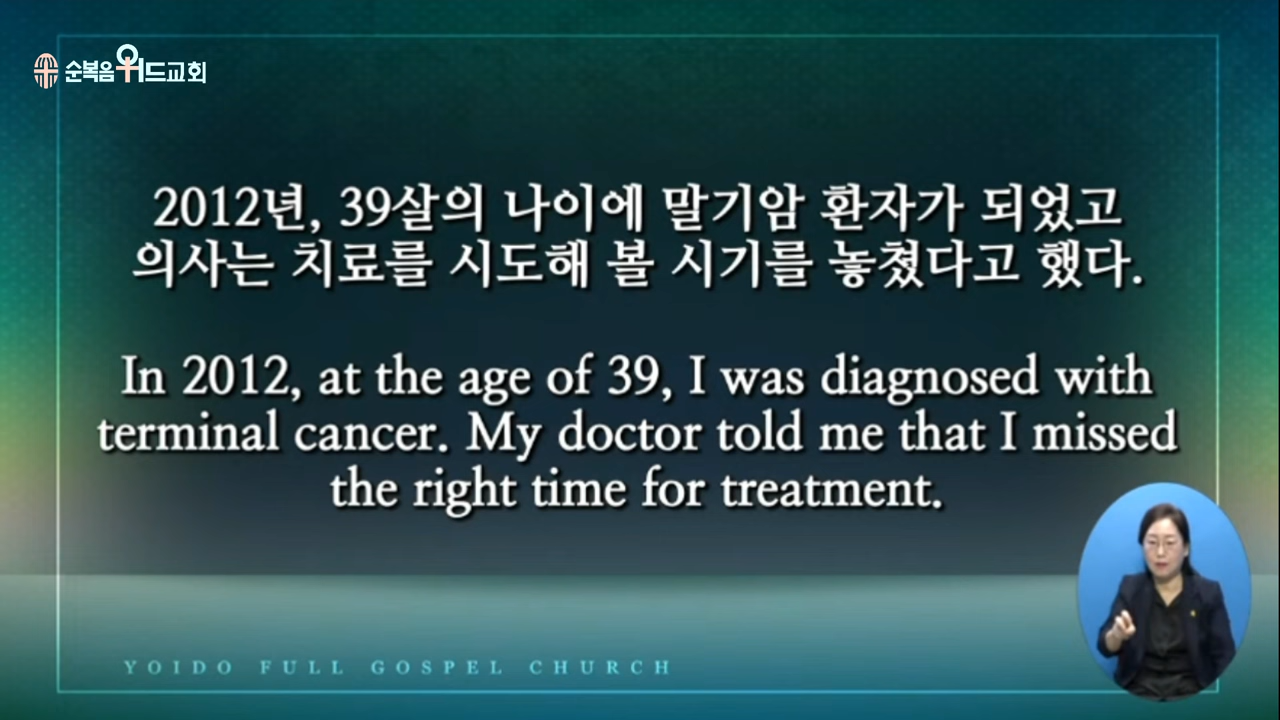 순복음위드교회
2012년, 39살의 나이에 말기암 환자가 되었고
의사는 치료를 시도해 볼 시기를 놓쳤다고 했다.
In 2012, at the age of 39, I was diagnosed with
terminal cancer. My doctor told me that I missed
the right time for treatment.
YOIDO FULL GOSPEL CHURCH